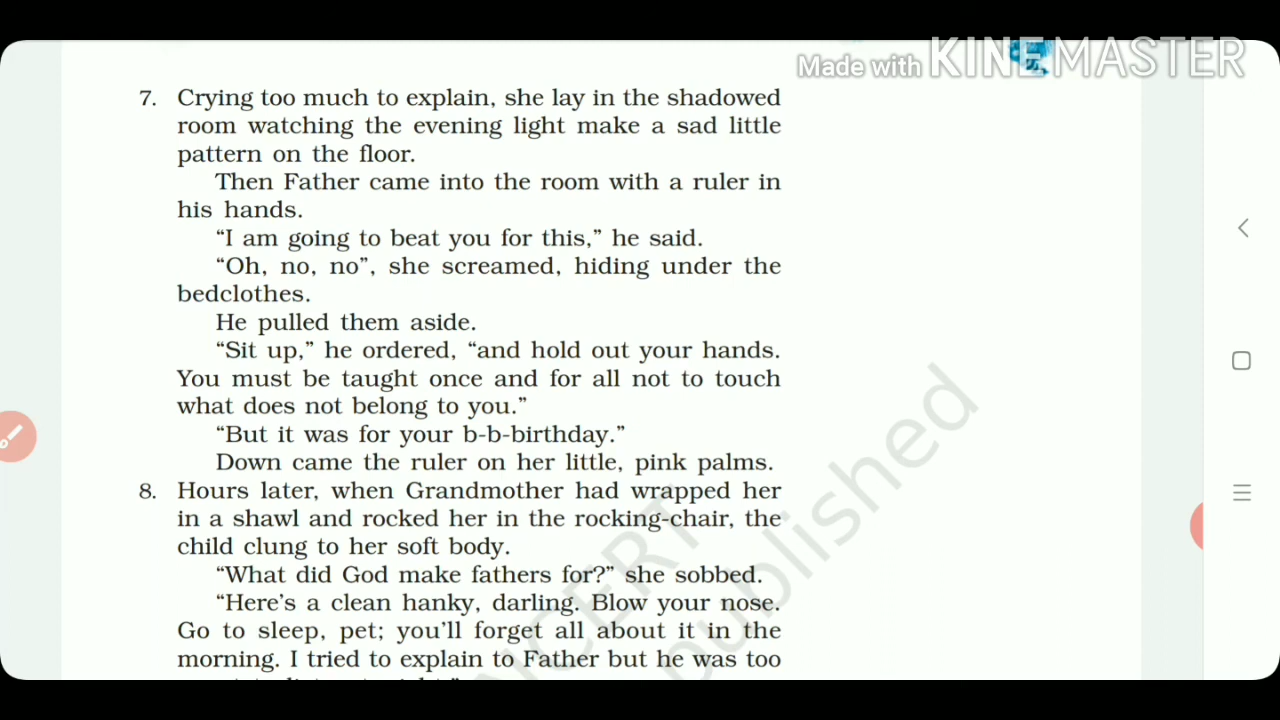 Made with KINEMASTER
7. Crying too much to explain, she lay in the shadowed
room watching the evening light make a sad little
pattern on the floor.
Then Father came into the room with a ruler in
his hands.
“I am going to beat you for this,” he said.
“Oh, no, no”, she screamed, hiding under the
bedclothes.
He pulled them aside.
“Sit up,” he ordered, “and hold out your hands.
You must be taught once and for all not to touch
what does not belong to you.”
“But it was for your b-b-birthday.”
Down came the ruler on her little, pink palms.
8. Hours later, when Grandmother had wrapped her
in a shawl and rocked her in the rocking-chair, the
child clung to her soft body.
“What did God make fathers for?” she sobbed.
“Here’s a clean hanky, darling. Blow your nose.
Go to sleep, pet; you’ll forget all about it in the
morning. I tried to explain to Father but he was too
NCERT
published